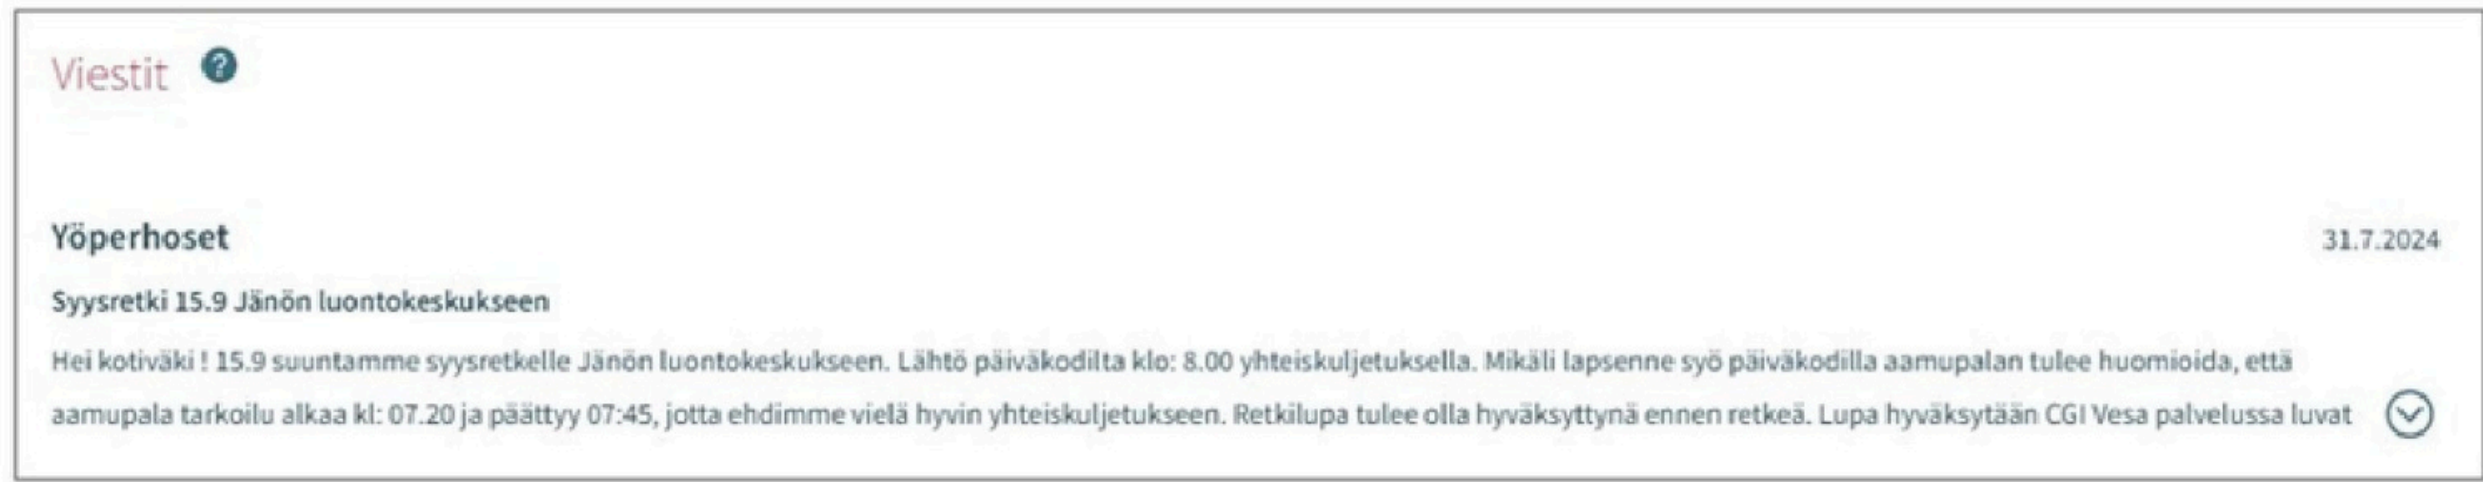 Viestit ?
Yöperhoset 31.7.2024
Syysretki 15.9 Jänön luontokeskukseen
Hei kotiväki ! 15.9 suuntamme syysretkelle Jänön luontokeskukseen. Lähtö päiväkodilta klo: 8.00 yhteiskuljetuksella. Mikäli lapsenne syö päiväkodilla aamupalan tulee huomioida, että
aamupala tarkoilu alkaa kl: 07.20 ja päättyy 07:45, jotta ehdimme vielä hyvin yhteiskuljetukseen. Retkilupa tulee olla hyväksyttynä ennen retkeä. Lupa hyväksytään CGI Vesa palvelussa luvat